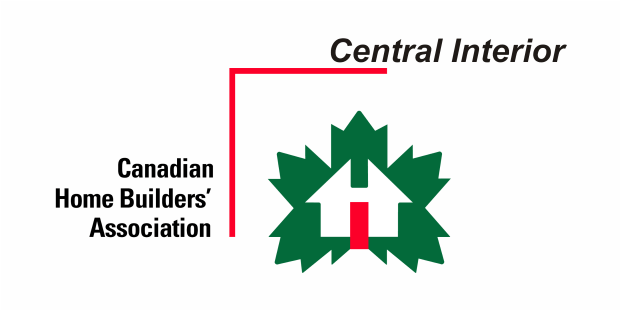 Central Interior
Canadian
Home Builders’
Association